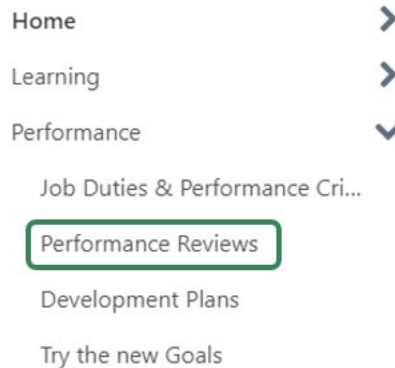 Home
Learning
Performance
Job Duties & Performance Cri...
Performance Reviews
Development Plans
Try the new Goals